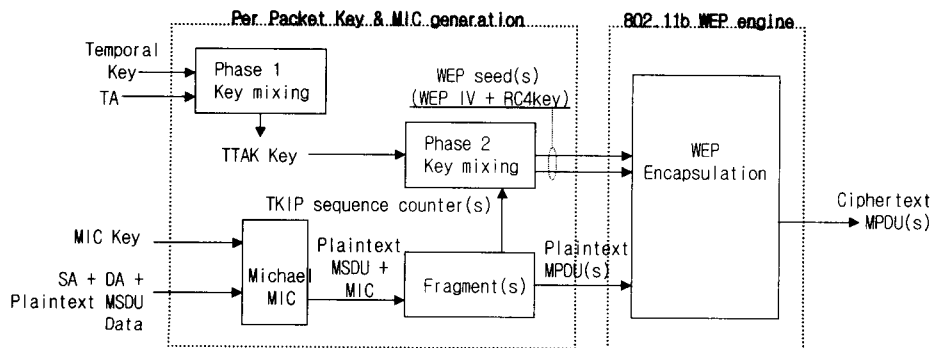 Per Packet Key & MIC generation
802.11b WEP engine
Temporal
Key
TA
Phase 1
Key mixing
WEP seed(s)
(WEP IV + RC4key)
TTAK Key
Phase 2
Key mixing
WEP
Encapsulation
TKIP sequence counter(s)
Ciphertext
MPDU(s)
MIC Key
SA + DA +
Plaintext MSDU
Data
Michael
MIC
Plaintext
MSDU +
MIC
Fragment(s)
Plaintext
MPDU(s)